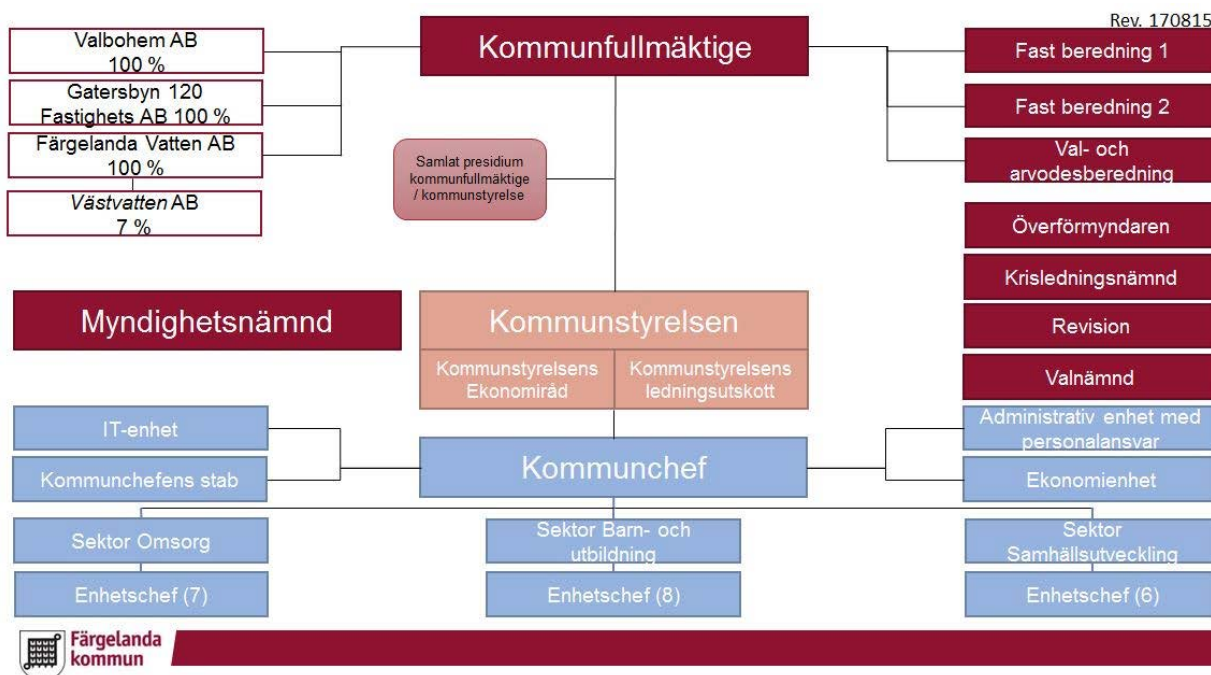 Rev. 170815
Kommunfullmäktige
Valbohem AB
100 %
Gatersbyn 120
Fastighets AB 100 %
Färgelanda Vatten AB
100 %
Västvatten AB
7 %
Samlat presidium
kommunfullmäktige
/ kommunstyrelse
Fast beredning 1
Fast beredning 2
Val- och
arvodesberedning
Överförmyndaren
Krisledningsnämnd
Revision
Valnämnd
Myndighetsnämnd
Kommunstyrelsen
Kommunstyrelsens
Ekonomiråd
Kommunstyrelsens
ledningsutskott
IT-enhet
Kommunchefens stab
Kommunchef
Administrativ enhet med
personalansvar
Ekonomienhet
Sektor Omsorg
Enhetschef (7)
Sektor Barn- och
utbildning
Enhetschef (8)
Sektor
Samhällsutveckling
Enhetschef (6)
Färgelanda
kommun